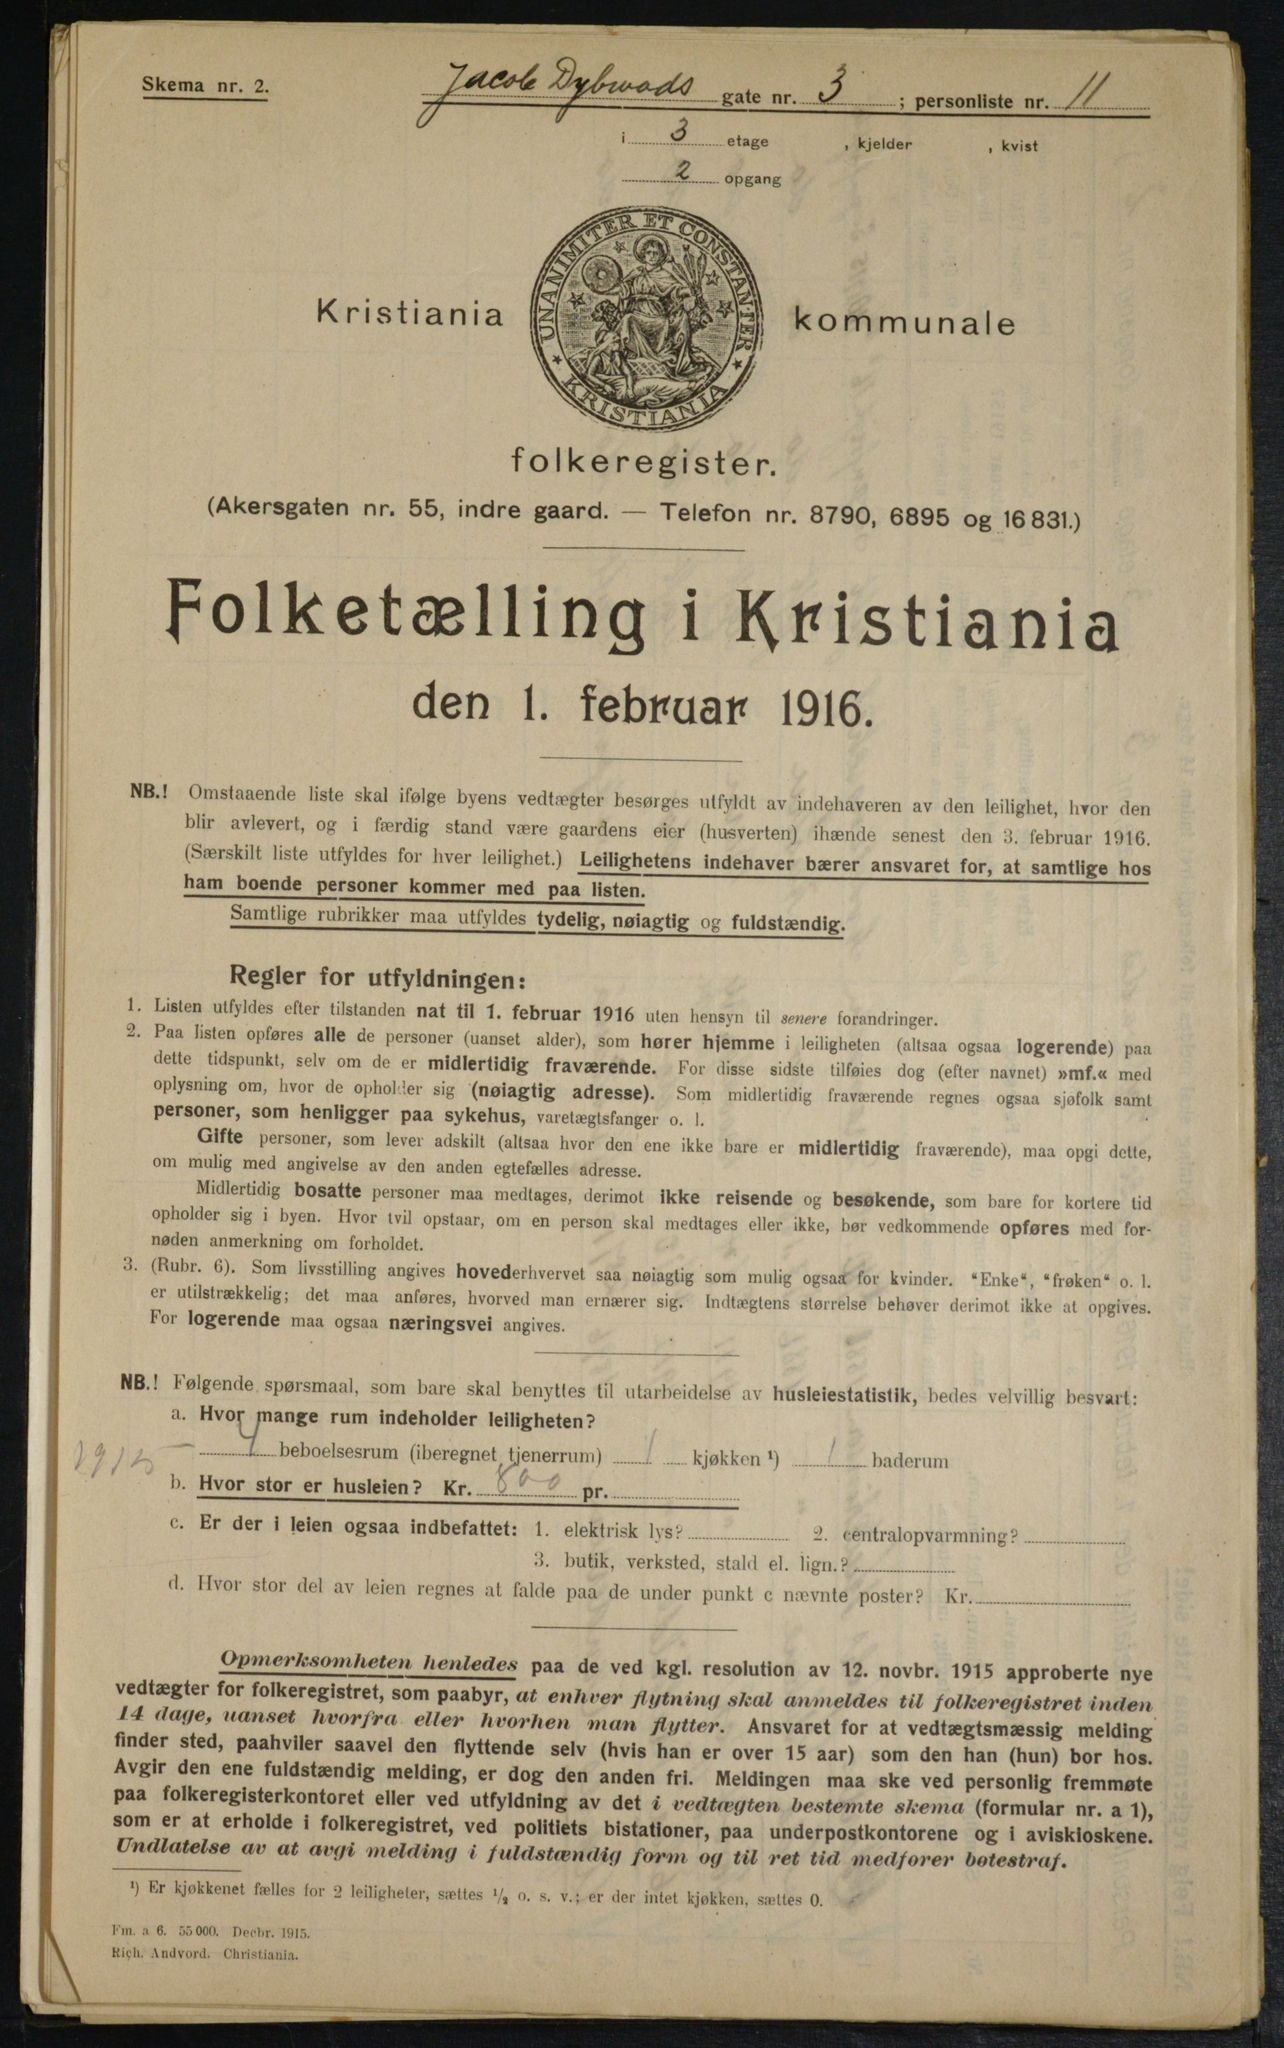 Skema nr. 2.
Jacob Dybwads gate nr. 3 ; personliste nr. 11
i 3 etage , kjelder , kvist
2 opgang
UNANIMITER ET CONSTANTER
KRISTIANIA
Kristiania kommunale
folkeregister.
(Akersgaten nr. 55, indre gaard. — Telefon nr. 8790, 6895 og 16831.)
Folketælling i Kristiania
den 1. februar 1916.
NB.! Omstaaende liste skal ifølge byens vedtægter besørges utfyldt av indehaveren av den leilighet, hvor den
blir avlevert, og i færdig stand være gaardens eier (husverten) ihænde senest den 3. februar 1916.
(Særskilt liste utfyldes for hver leilighet.) Leilighetens indehaver bærer ansvaret for, at samtlige hos
ham boende personer kommer med paa listen.
Samtlige rubrikker maa utfyldes tydelig, nøiagtig og fuldstændig.
Regler for utfyldningen:
1. Listen utfyldes efter tilstanden nat til 1. februar 1916 uten hensyn til senere forandringer.
2. Paa listen opføres alle de personer (uanset alder), som hører hjemme i leiligheten (altsaa ogsaa logerende) paa
dette tidspunkt, selv om de er midlertidig fraværende. For disse sidste tilføies dog (efter navnet) »mf.« med
oplysning om, hvor de opholder sig (nøiagtig adresse). Som midlertidig fraværende regnes ogsaa sjøfolk samt
personer, som henligger paa sykehus, varetægtsfanger o. l.
Gifte personer, som lever adskilt (altsaa hvor den ene ikke bare er midlertidig fraværende), maa opgi dette,
om mulig med angivelse av den anden egtefælles adresse.
Midlertidig bosatte personer maa medtages, derimot ikke reisende og besøkende, som bare for kortere tid
opholder sig i byen. Hvor tvil opstaar, om en person skal medtages eller ikke, bør vedkommende opføres med for-
nøden anmerkning om forholdet.
3. (Rubr. 6). Som livsstilling angives hovederhvervet saa nøiagtig som mulig ogsaa for kvinder. "Enke", "frøken" o. l.
er utilstrækkelig; det maa anføres, hvorved man ernærer sig. Indtægtens størrelse behøver derimot ikke at opgives.
For logerende maa ogsaa næringsvei angives.
NB.! Følgende spørsmaal, som bare skal benyttes til utarbeidelse av husleiestatistik, bedes velvillig besvart:
a. Hvor mange rum indeholder leiligheten?
4 beboelsesrum (iberegnet tjenerrum) 1 kjøkken ¹) 1 baderum
b. Hvor stor er husleien? Kr. 800 pr.
c. Er der i leien ogsaa indbefattet: 1. elektrisk lys? 2. centralopvarmning?
3. butik, verksted, stald el. lign.?
d. Hvor stor del av leien regnes at falde paa de under punkt c nævnte poster? Kr.
Opmerksomheten henledes paa de ved kgl. resolution av 12. novbr. 1915 approberte nye
vedtægter for folkeregistret, som paabyr, at enhver flytning skal anmeldes til folkeregistret inden
14 dage, uanset hvorfra eller hvorhen man flytter. Ansvaret for at vedtægtsmæssig melding
finder sted, paahviler saavel den flyttende selv (hvis han er over 15 aar) som den han (hun) bor hos.
Avgir den ene fuldstændig melding, er dog den anden fri. Meldingen maa ske ved personlig fremmøte
paa folkeregisterkontoret eller ved utfyldning av det i vedtægten bestemte skema (formular nr. a 1),
som er at erholde i folkeregistret, ved politiets bistationer, paa underpostkontorene og i aviskioskene.
Undlatelse av at avgi melding i fuldstændig form og til ret tid medfører bøtestraf.
¹) Er kjøkkenet fælles for 2 leiligheter, sættes ½ o. s. v.; er der intet kjøkken, sættes 0.
Fm. a 6. 55 000. Decbr. 1915.
Rich. Andvord. Christiania.